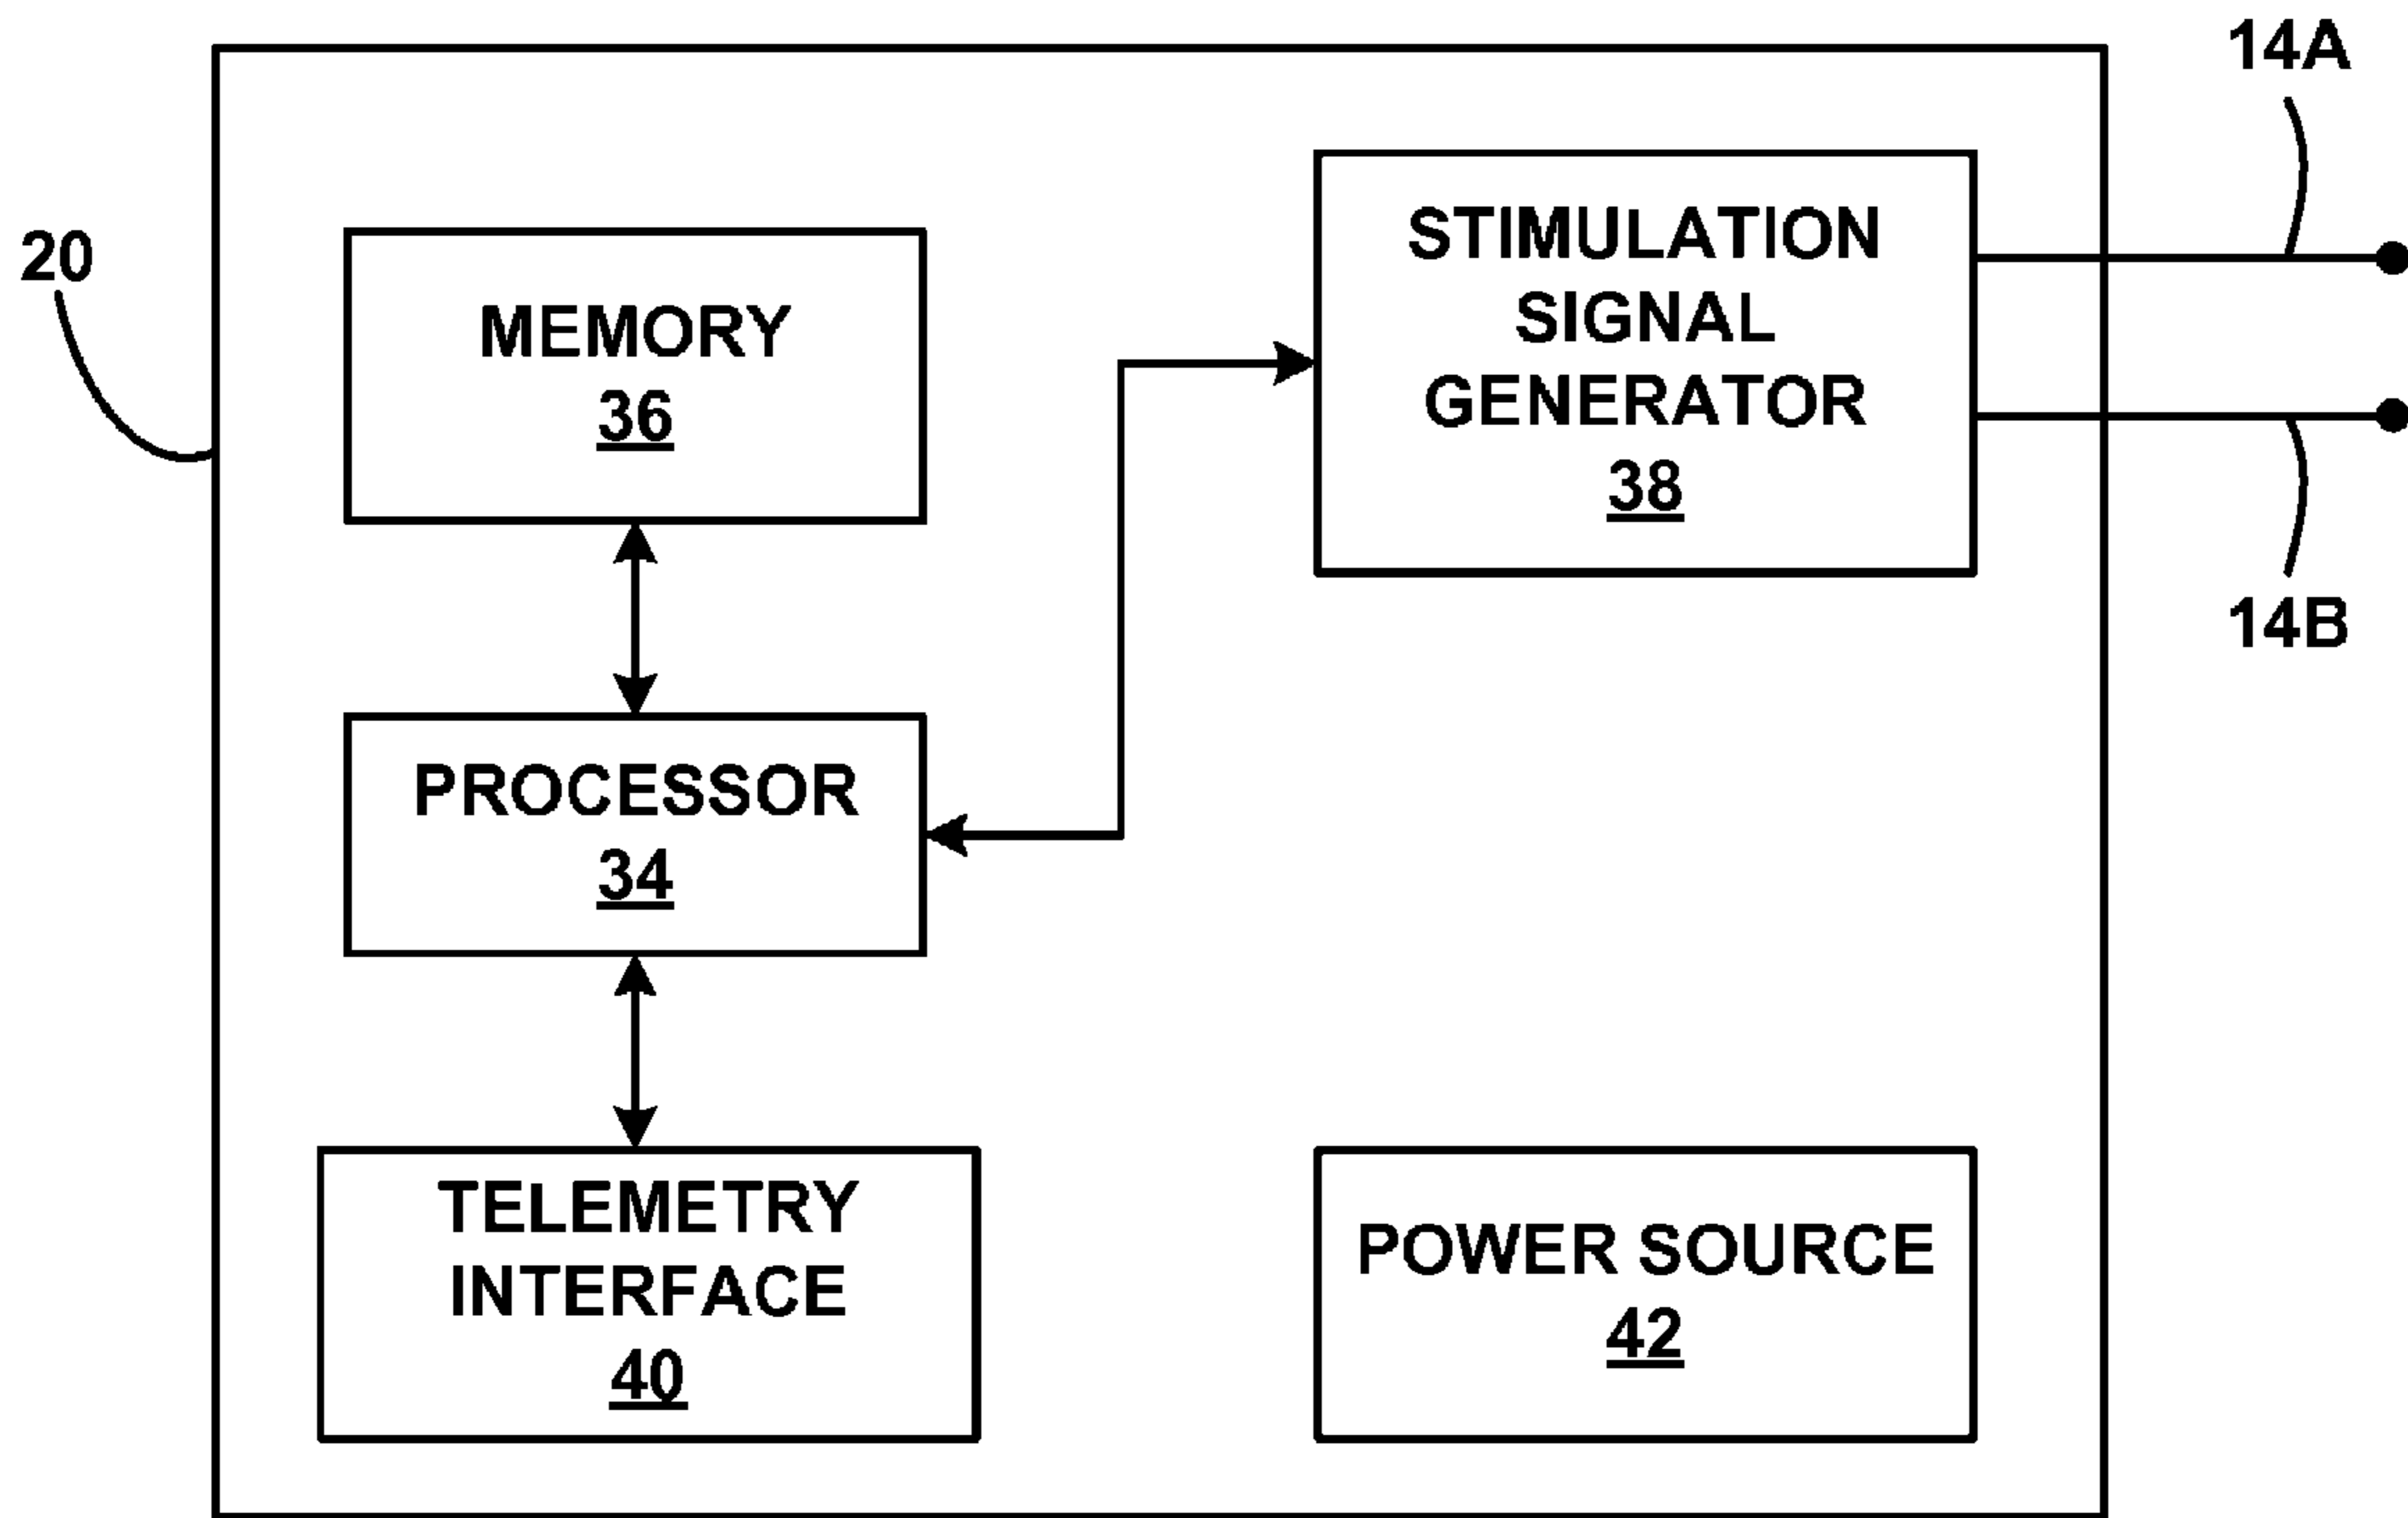 14A
20
MEMORY
36
STIMULATION
SIGNAL
GENERATOR
38
14B
PROCESSOR
34
TELEMETRY
INTERFACE
40
POWER SOURCE
42